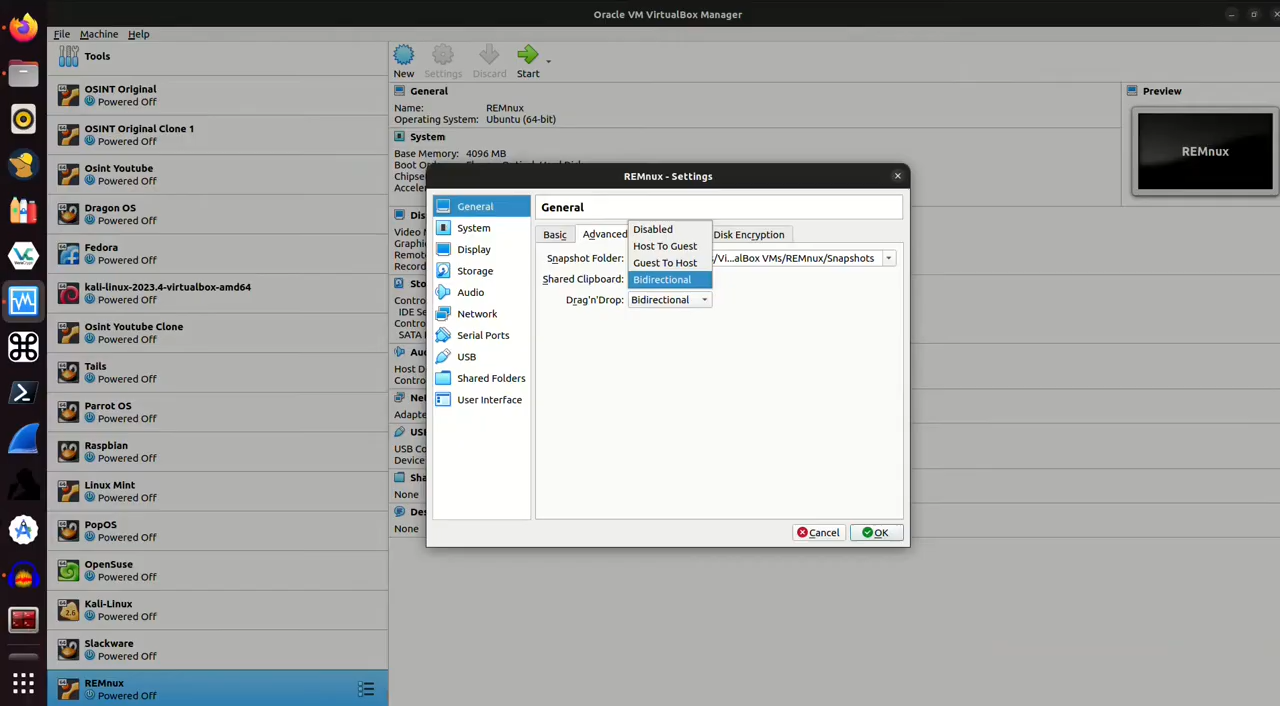 Oracle VM VirtualBox Manager
File Machine Help
Tools
New Settings Discard Start
OSINT Original
Powered Off
OSINT Original Clone 1
Powered Off
Osint Youtube
Powered Off
Dragon OS
Powered Off
Fedora
Powered Off
kali-linux-2023.4-virtualbox-amd64
Powered Off
Osint Youtube Clone
Powered Off
Tails
Powered Off
Parrot OS
Powered Off
Raspbian
Powered Off
Linux Mint
Powered Off
PopOS
Powered Off
OpenSuse
Powered Off
Kali-Linux
Powered Off
Slackware
Powered Off
REMnux
Powered Off
General
Name: REMnux
Operating System: Ubuntu (64-bit)
System
Base Memory: 4096 MB
Preview
REMnux
None
None
REMnux - Settings
General
System
Display
Storage
Audio
Network
Serial Ports
USB
Shared Folders
User Interface
General
Basic Advanced Disk Encryption
Snapshot Folder: /Vi...alBox VMs/REMnux/Snapshots
Shared Clipboard:
Disabled
Host To Guest
Guest To Host
Bidirectional
Drag'n'Drop: Bidirectional
Cancel OK